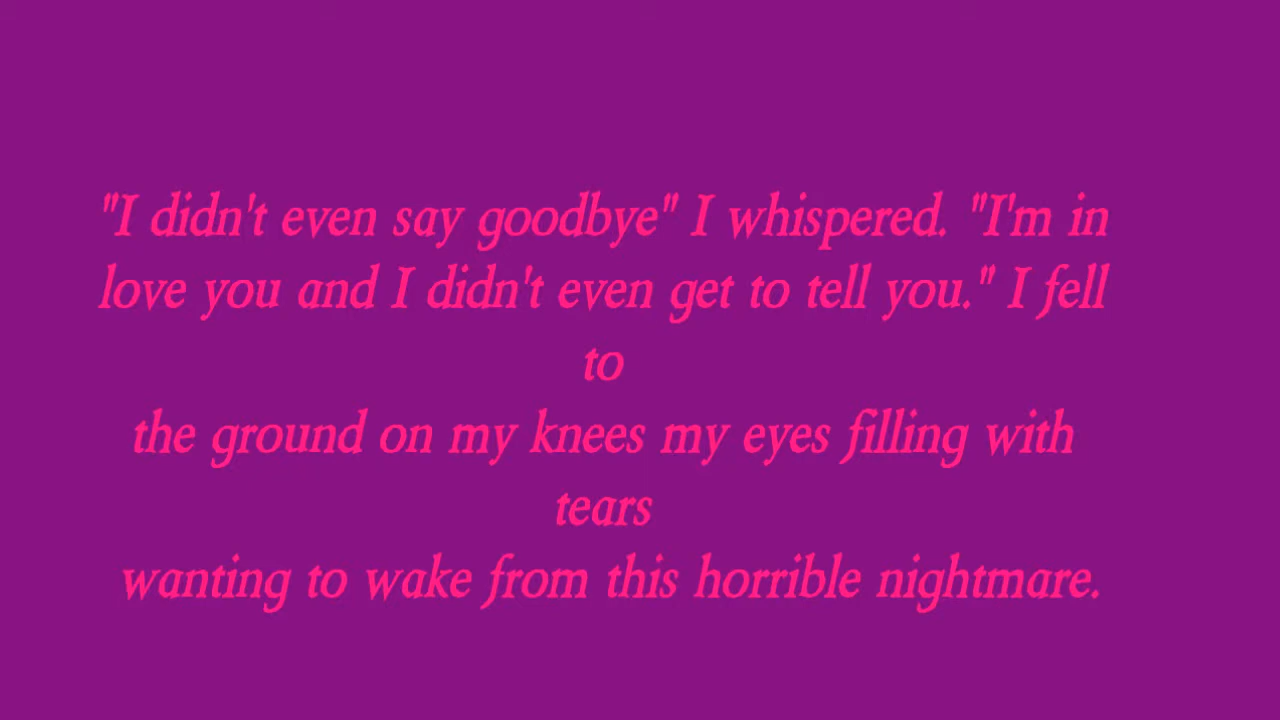 "I didn't even say goodbye" I whispered. "I'm in
love you and I didn't even get to tell you." I fell
to
the ground on my knees my eyes filling with
tears
wanting to wake from this horrible nightmare.